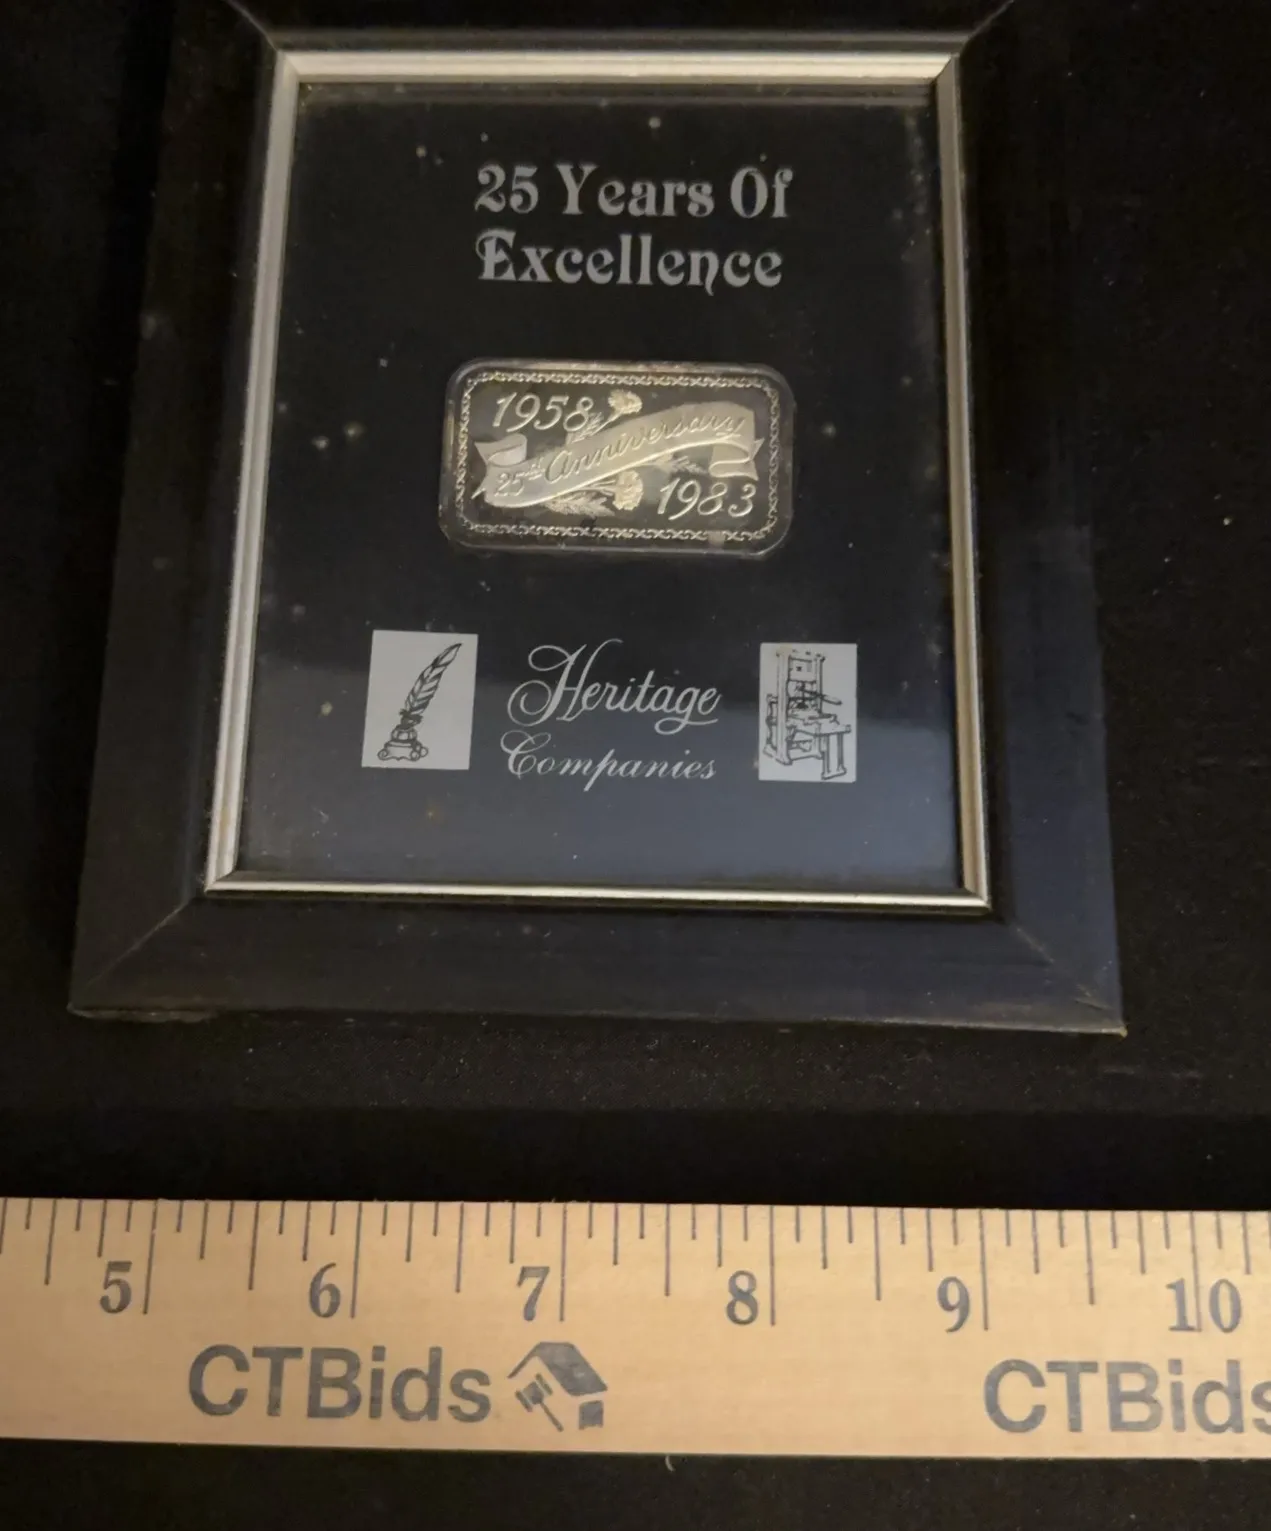 25 Years Of
Excellence
1958
25th Anniversary
1983
Heritage
Companies
5 6 7 8 9 10
CTBids CTBids